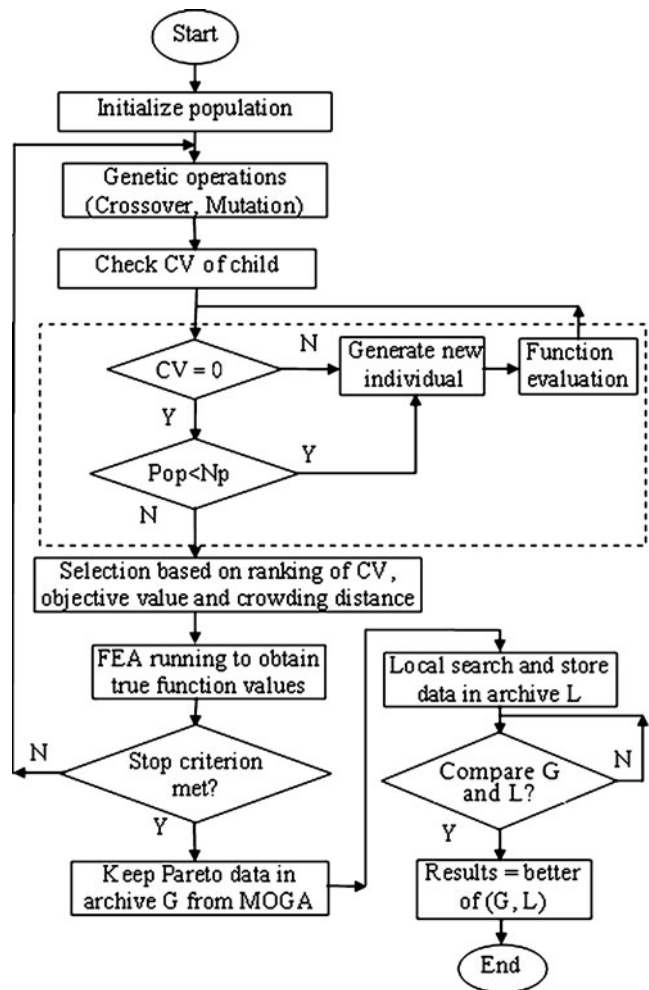 Start
Initialize population
Genetic operations
(Crossover, Mutation)
Check CV of child
CV = 0
N
Y
Generate new
individual
Function
evaluation
Pop<Np
Y
N
Selection based on ranking of CV,
objective value and crowding distance
FEA running to obtain
true function values
Stop criterion
met?
N
Y
Keep Pareto data in
archive G from MOGA
Local search and store
data in archive L
Compare G
and L?
N
Y
Results = better
of (G, L)
End